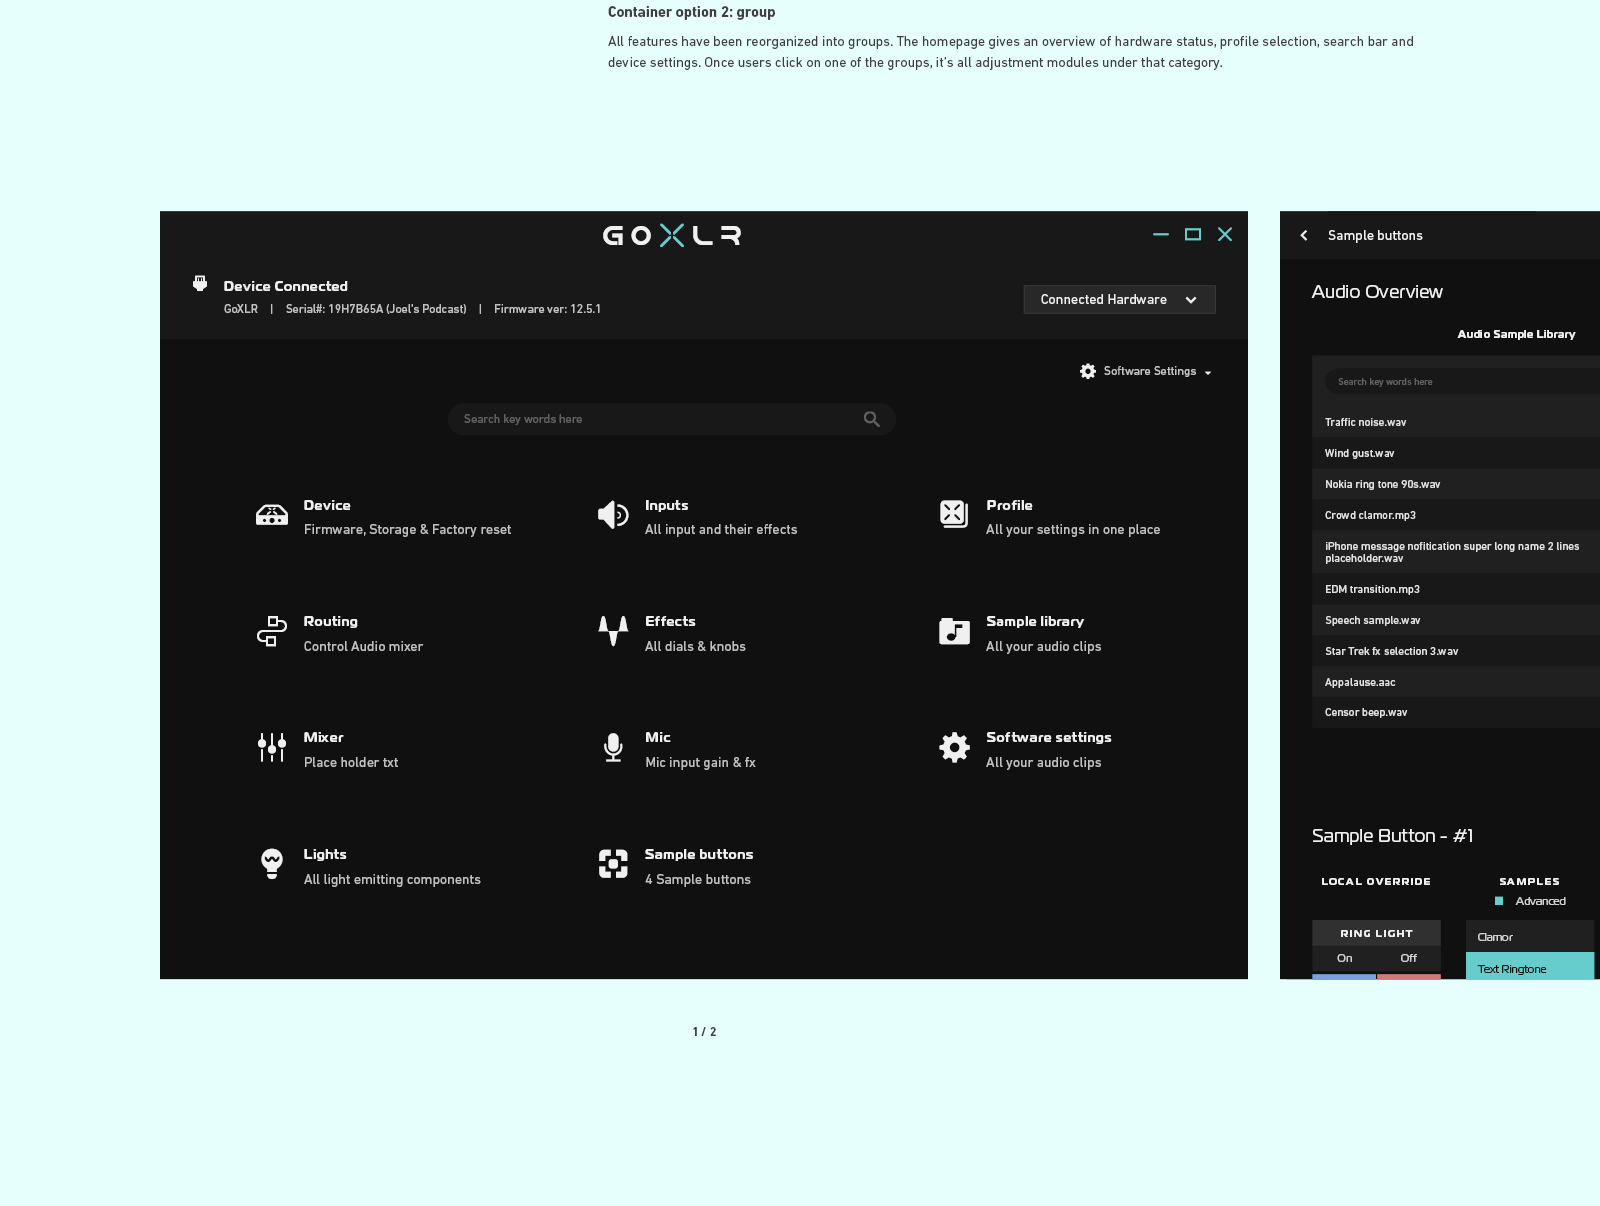 Container option 2: group
All features have been reorganized into groups. The homepage gives an overview of hardware status, profile selection, search bar and
device settings. Once users click on one of the groups, it's all adjustment modules under that category.
GOXLR
Device Connected
GoXLR | Serial#: 19H7B65A (Joel's Podcast) | Firmware ver: 12.5.1
Connected Hardware
Software Settings
Search key words here
Device
Firmware, Storage & Factory reset
Inputs
All input and their effects
Profile
All your settings in one place
Routing
Control Audio mixer
Effects
All dials & knobs
Sample library
All your audio clips
Mixer
Place holder txt
Mic
Mic input gain & fx
Software settings
All your audio clips
Lights
All light emitting components
Sample buttons
4 Sample buttons
Sample buttons
Audio Overview
Audio Sample Library
Search key words here
Traffic noise.wav
Wind gust.wav
Nokia ring tone 90s.wav
Crowd clamor.mp3
iPhone message nofitication super long name 2 lines
placeholder.wav
EDM transition.mp3
Speech sample.wav
Star Trek fx selection 3.wav
Appalause.aac
Censor beep.wav
Sample Button - #1
LOCAL OVERRIDE
SAMPLES
Advanced
RING LIGHT
On Off
Clamor
Text Ringtone
1 / 2